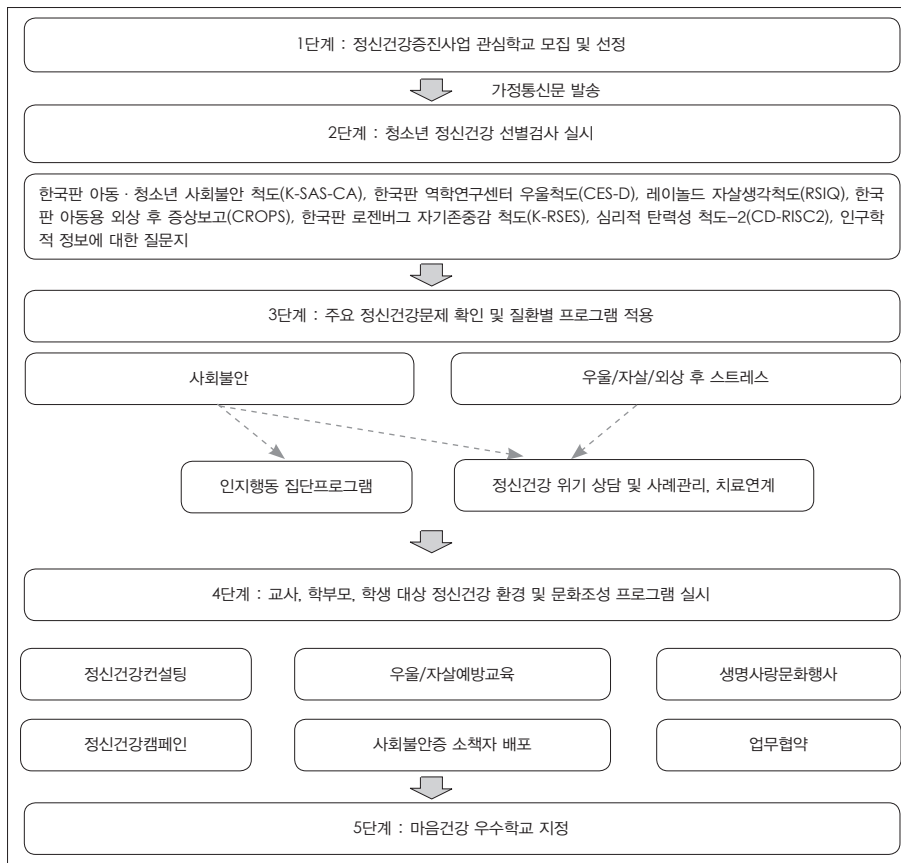 1단계 : 정신건강증진사업 관심학교 모집 및 선정
가정통신문 발송
2단계 : 청소년 정신건강 선별검사 실시
한국판 아동 · 청소년 사회불안 척도(K-SAS-CA), 한국판 역학연구센터 우울척도(CES-D), 레이놀드 자살생각척도(RSIQ), 한국
판 아동용 외상 후 증상보고(CROPS), 한국판 로젠버그 자기존중감 척도(K-RSES), 심리적 탄력성 척도-2(CD-RISC2), 인구학
적 정보에 대한 질문지
3단계 : 주요 정신건강문제 확인 및 질환별 프로그램 적용
사회불안
우울/자살/외상 후 스트레스
인지행동 집단프로그램
정신건강 위기 상담 및 사례관리, 치료연계
4단계 : 교사, 학부모, 학생 대상 정신건강 환경 및 문화조성 프로그램 실시
정신건강컨설팅
우울/자살예방교육
생명사랑문화행사
정신건강캠페인
사회불안증 소책자 배포
업무협약
5단계 : 마음건강 우수학교 지정